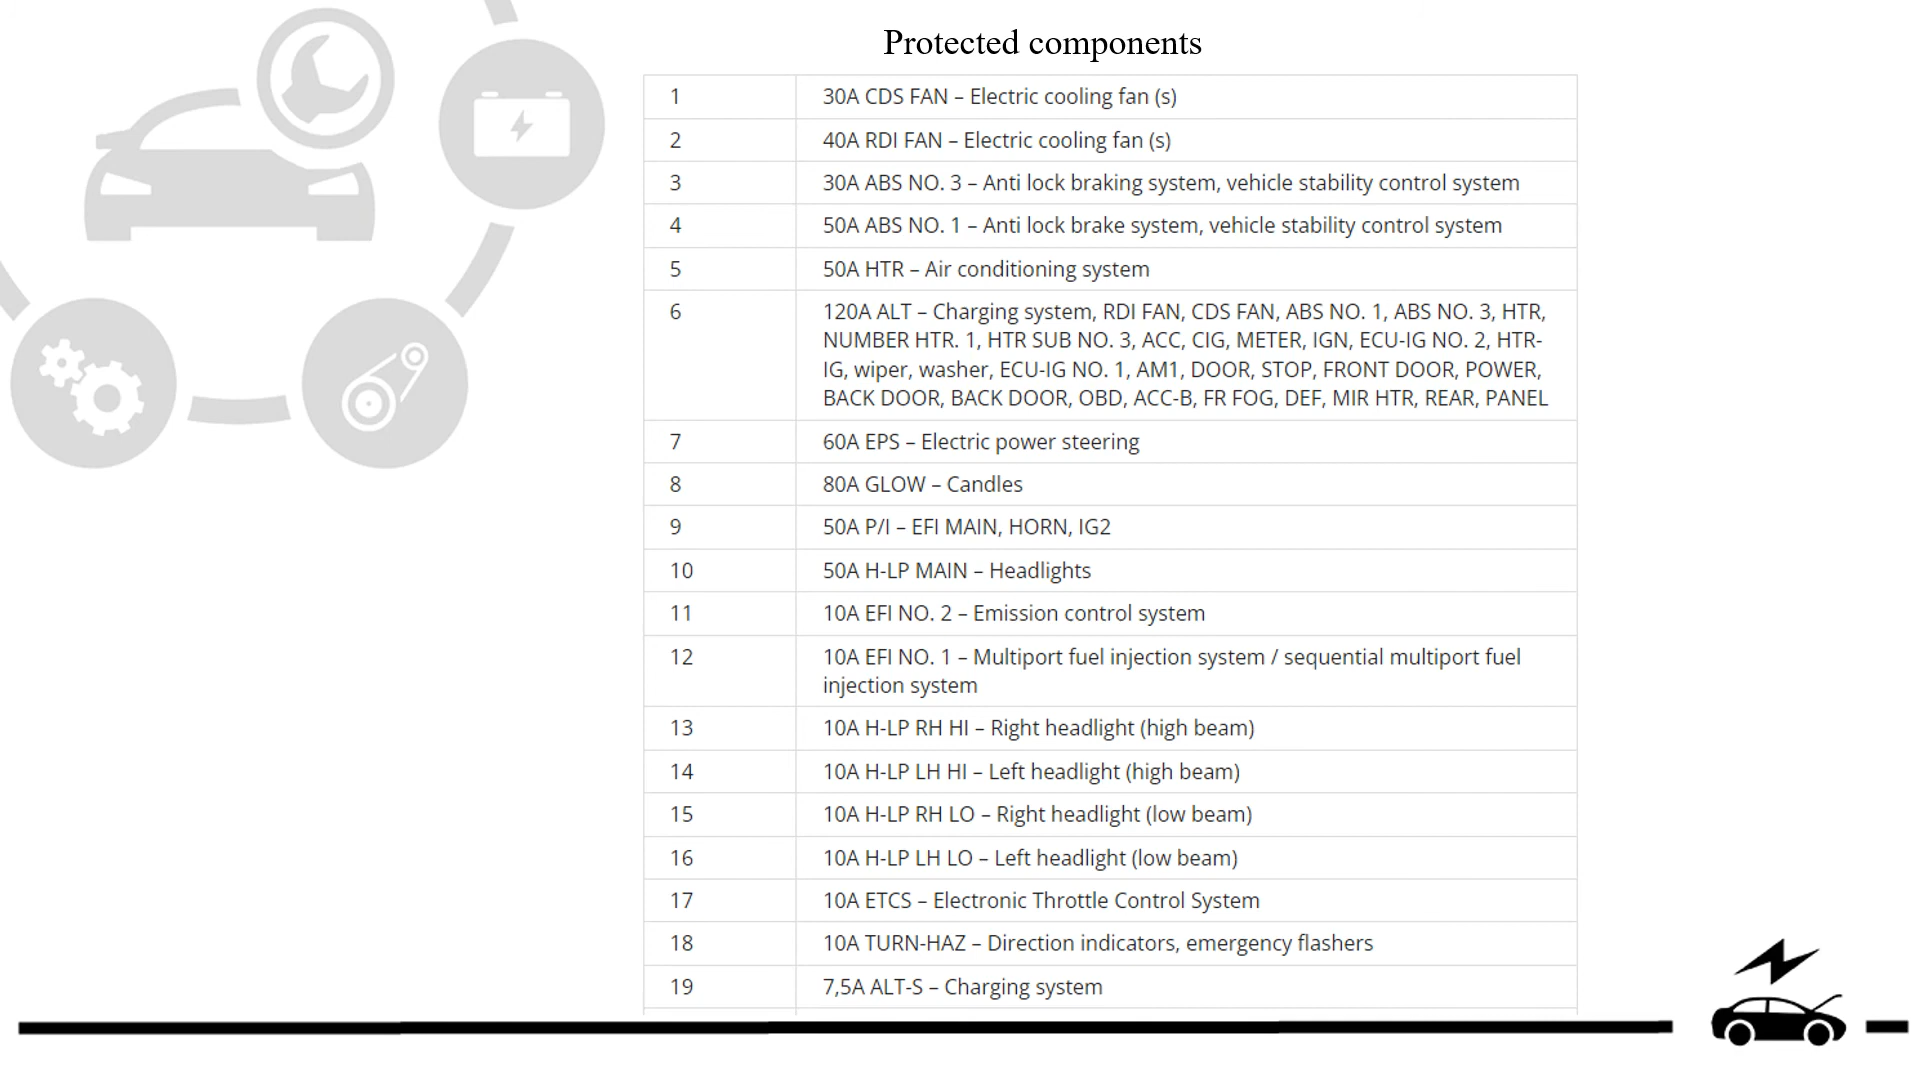 Protected components
1 30A CDS FAN – Electric cooling fan (s)
2 40A RDI FAN – Electric cooling fan (s)
3 30A ABS NO. 3 – Anti lock braking system, vehicle stability control system
4 50A ABS NO. 1 – Anti lock brake system, vehicle stability control system
5 50A HTR – Air conditioning system
6 120A ALT – Charging system, RDI FAN, CDS FAN, ABS NO. 1, ABS NO. 3, HTR,
NUMBER HTR. 1, HTR SUB NO. 3, ACC, CIG, METER, IGN, ECU-IG NO. 2, HTR-
IG, wiper, washer, ECU-IG NO. 1, AM1, DOOR, STOP, FRONT DOOR, POWER,
BACK DOOR, BACK DOOR, OBD, ACC-B, FR FOG, DEF, MIR HTR, REAR, PANEL
7 60A EPS – Electric power steering
8 80A GLOW – Candles
9 50A P/I – EFI MAIN, HORN, IG2
10 50A H-LP MAIN – Headlights
11 10A EFI NO. 2 – Emission control system
12 10A EFI NO. 1 – Multiport fuel injection system / sequential multiport fuel
injection system
13 10A H-LP RH HI – Right headlight (high beam)
14 10A H-LP LH HI – Left headlight (high beam)
15 10A H-LP RH LO – Right headlight (low beam)
16 10A H-LP LH LO – Left headlight (low beam)
17 10A ETCS – Electronic Throttle Control System
18 10A TURN-HAZ – Direction indicators, emergency flashers
19 7,5A ALT-S – Charging system